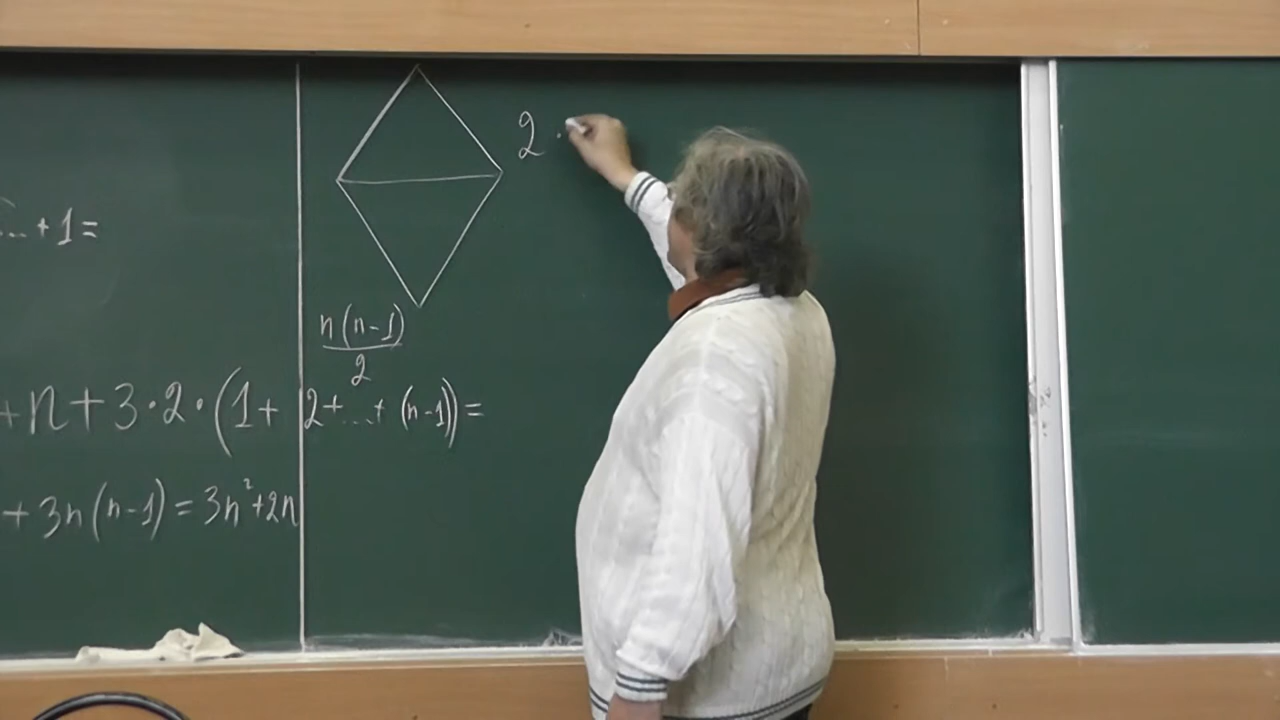 2 ·
... + 1 =
n(n-1)
2
+ n + 3·2·(1 + 2 + ... + (n-1)) =
+ 3n(n-1) = 3n² + 2n